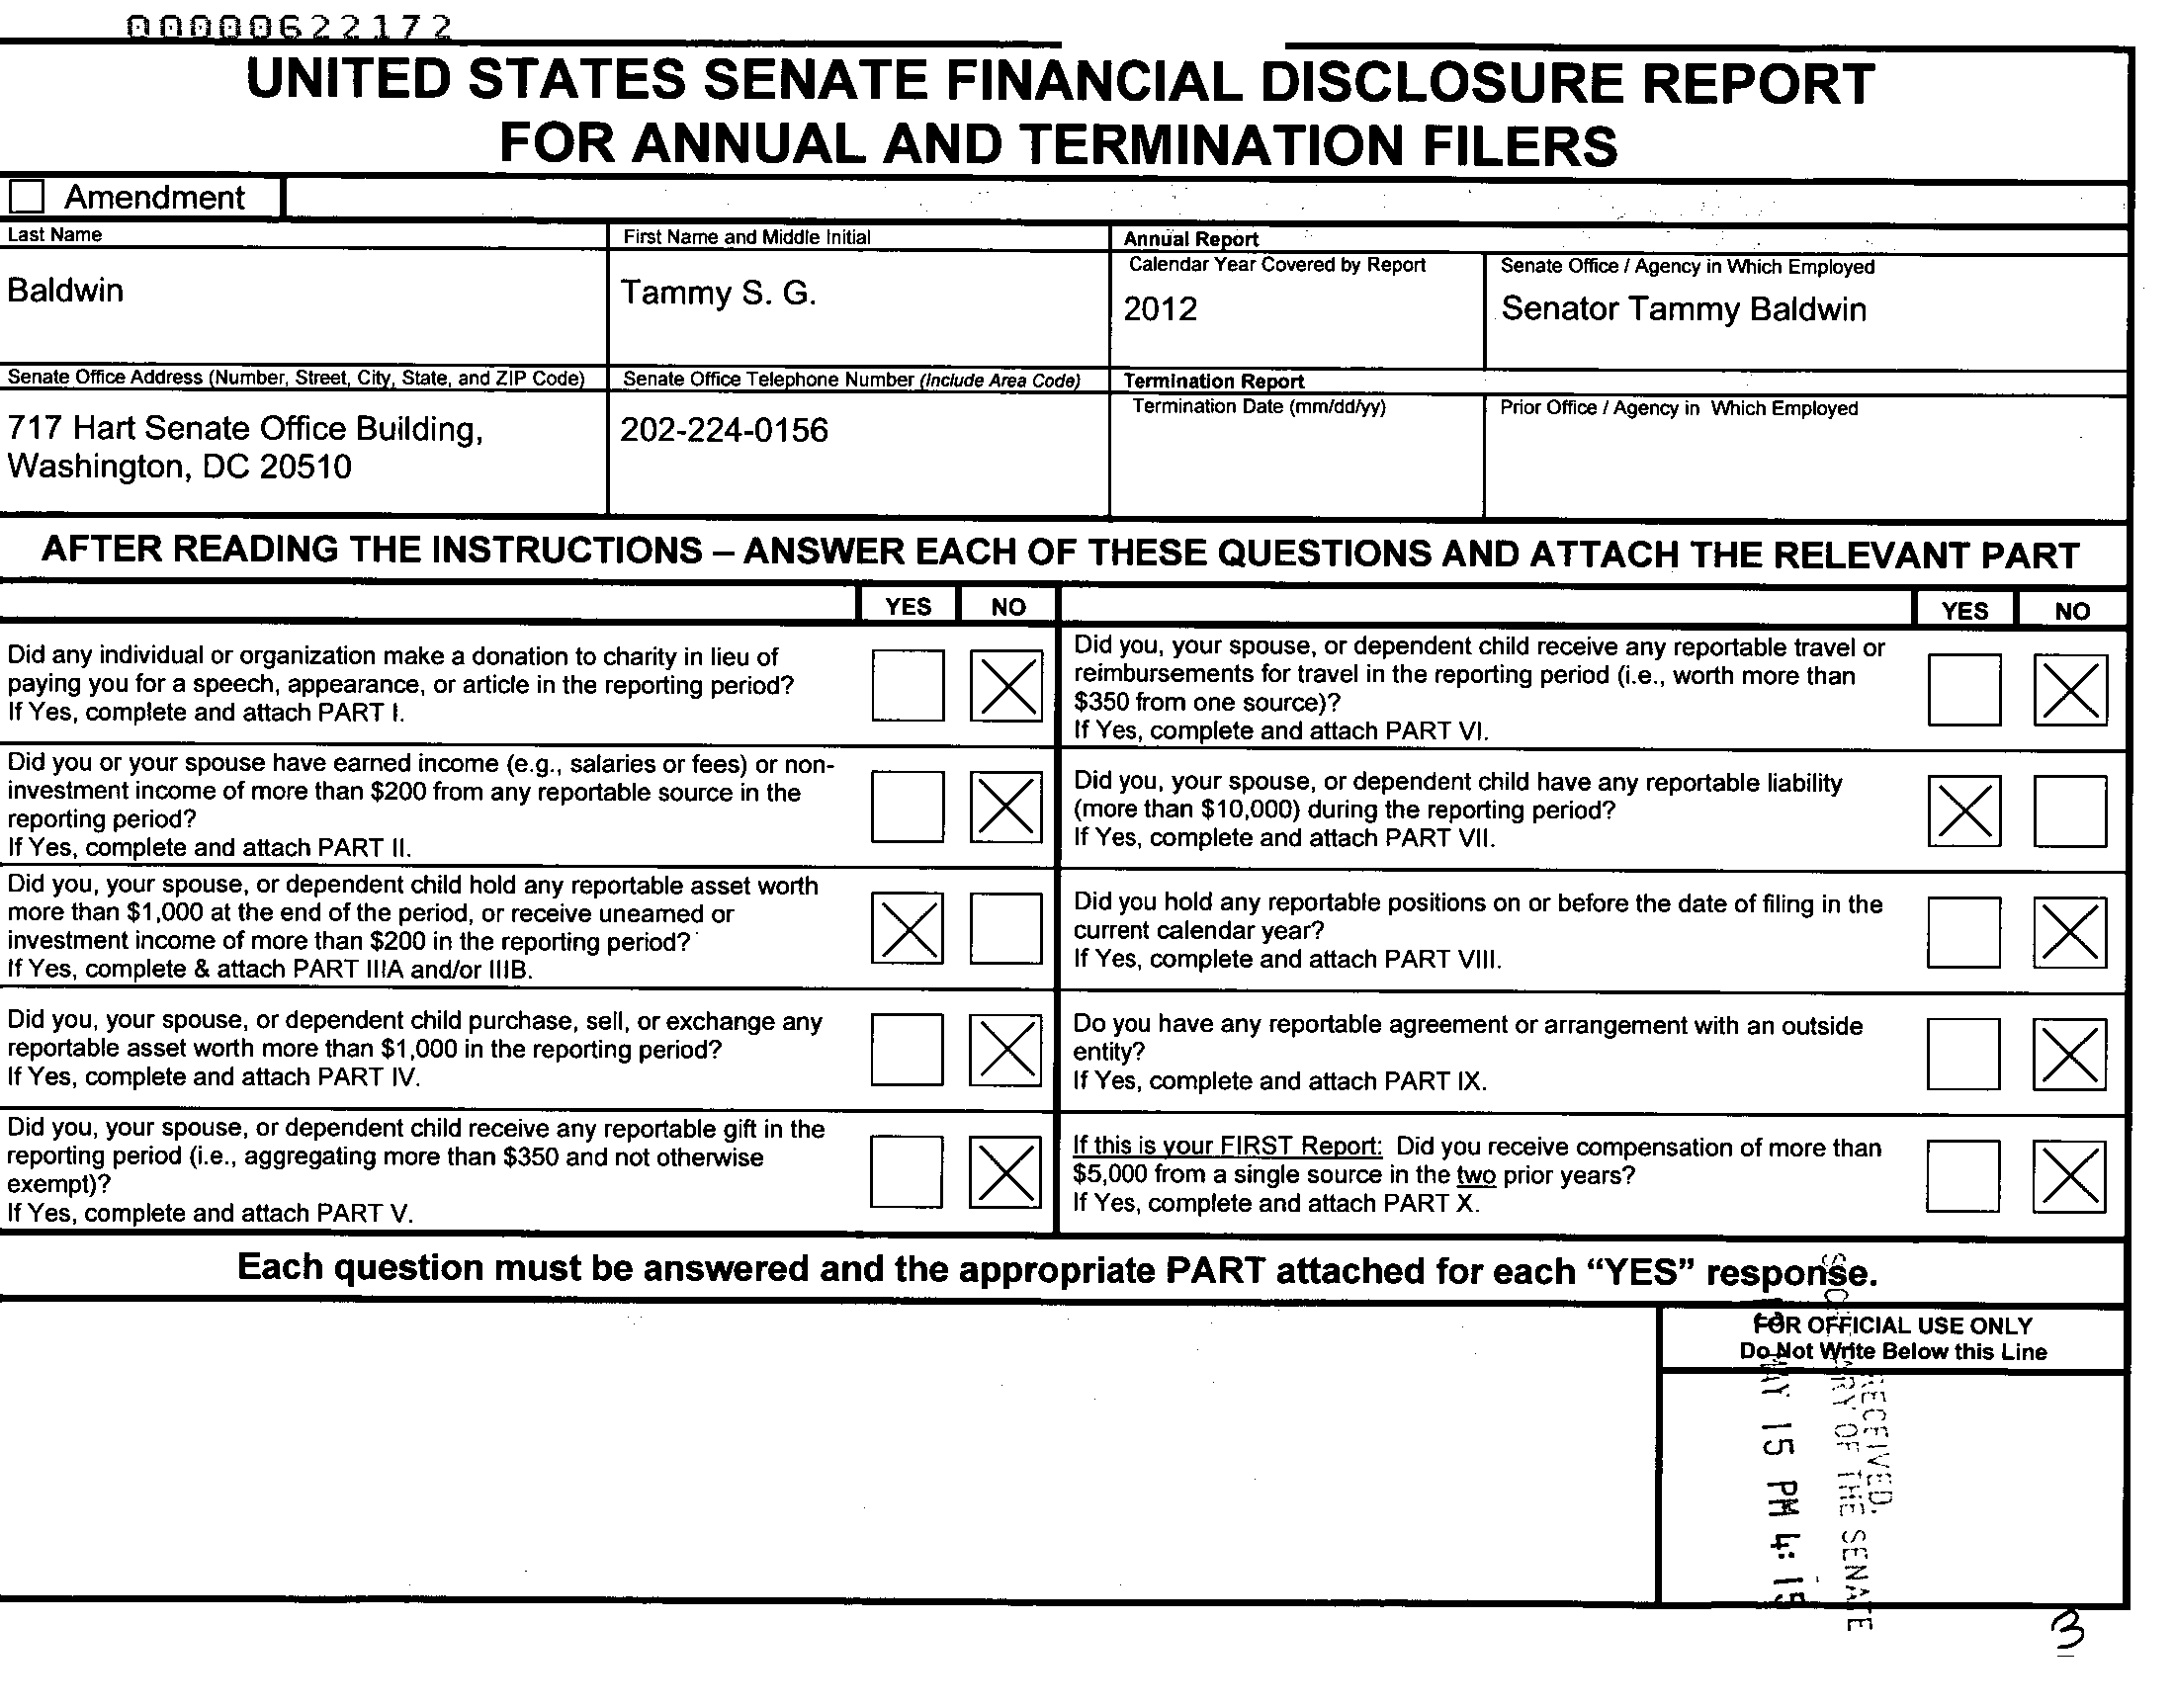 00000622172
UNITED STATES SENATE FINANCIAL DISCLOSURE REPORT
FOR ANNUAL AND TERMINATION FILERS
Amendment
Last Name
First Name and Middle Initial
Annual Report
Calendar Year Covered by Report
Senate Office / Agency in Which Employed
Baldwin
Tammy S. G.
2012
Senator Tammy Baldwin
Senate Office Address (Number, Street, City, State, and ZIP Code)
Senate Office Telephone Number (Include Area Code)
Termination Report
Termination Date (mm/dd/yy)
Prior Office / Agency in Which Employed
717 Hart Senate Office Building,
Washington, DC 20510
202-224-0156
AFTER READING THE INSTRUCTIONS – ANSWER EACH OF THESE QUESTIONS AND ATTACH THE RELEVANT PART
YES NO
YES NO
Did any individual or organization make a donation to charity in lieu of
paying you for a speech, appearance, or article in the reporting period?
If Yes, complete and attach PART I.
Did you or your spouse have earned income (e.g., salaries or fees) or non-
investment income of more than $200 from any reportable source in the
reporting period?
If Yes, complete and attach PART II.
Did you, your spouse, or dependent child hold any reportable asset worth
more than $1,000 at the end of the period, or receive unearned or
investment income of more than $200 in the reporting period?
If Yes, complete & attach PART IIIA and/or IIIB.
Did you, your spouse, or dependent child purchase, sell, or exchange any
reportable asset worth more than $1,000 in the reporting period?
If Yes, complete and attach PART IV.
Did you, your spouse, or dependent child receive any reportable gift in the
reporting period (i.e., aggregating more than $350 and not otherwise
exempt)?
If Yes, complete and attach PART V.
Did you, your spouse, or dependent child receive any reportable travel or
reimbursements for travel in the reporting period (i.e., worth more than
$350 from one source)?
If Yes, complete and attach PART VI.
Did you, your spouse, or dependent child have any reportable liability
(more than $10,000) during the reporting period?
If Yes, complete and attach PART VII.
Did you hold any reportable positions on or before the date of filing in the
current calendar year?
If Yes, complete and attach PART VIII.
Do you have any reportable agreement or arrangement with an outside
entity?
If Yes, complete and attach PART IX.
If this is your FIRST Report: Did you receive compensation of more than
$5,000 from a single source in the two prior years?
If Yes, complete and attach PART X.
Each question must be answered and the appropriate PART attached for each “YES” response.
FOR OFFICIAL USE ONLY
Do Not Write Below this Line
RECEIVED
OF THE SENATE
MAY 15 PM 4: 15
3